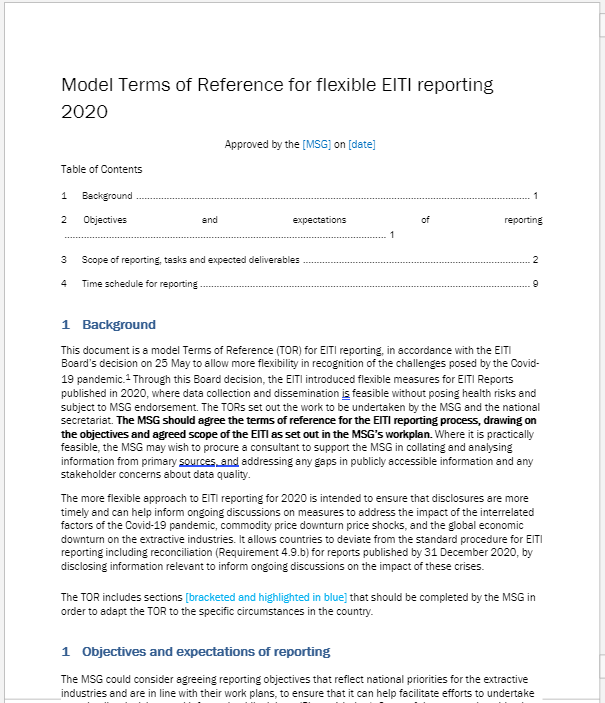 Model Terms of Reference for flexible EITI reporting
2020
Approved by the [MSG] on [date]
Table of Contents
1 Background ........................................................................ 1
2 Objectives and expectations of reporting
........................................................................ 1
3 Scope of reporting, tasks and expected deliverables ........................................................................ 2
4 Time schedule for reporting ........................................................................ 9
1 Background
This document is a model Terms of Reference (TOR) for EITI reporting, in accordance with the EITI
Board's decision on 25 May to allow more flexibility in recognition of the challenges posed by the Covid-
19 pandemic.1 Through this Board decision, the EITI introduced flexible measures for EITI Reports
published in 2020, where data collection and dissemination is feasible without posing health risks and
subject to MSG endorsement. The TORs set out the work to be undertaken by the MSG and the national
secretariat. The MSG should agree the terms of reference for the EITI reporting process, drawing on
the objectives and agreed scope of the EITI as set out in the MSG's workplan. Where it is practically
feasible, the MSG may wish to procure a consultant to support the MSG in collating and analysing
information from primary sources, and addressing any gaps in publicly accessible information and any
stakeholder concerns about data quality.
The more flexible approach to EITI reporting for 2020 is intended to ensure that disclosures are more
timely and can help inform ongoing discussions on measures to address the impact of the interrelated
factors of the Covid-19 pandemic, commodity price downturn price shocks, and the global economic
downturn on the extractive industries. It allows countries to deviate from the standard procedure for EITI
reporting including reconciliation (Requirement 4.9.b) for reports published by 31 December 2020, by
disclosing information relevant to inform ongoing discussions on the impact of these crises.
The TOR includes sections [bracketed and highlighted in blue] that should be completed by the MSG in
order to adapt the TOR to the specific circumstances in the country.
1 Objectives and expectations of reporting
The MSG could consider agreeing reporting objectives that reflect national priorities for the extractive
industries and are in line with their work plans, to ensure that it can help facilitate efforts to undertake